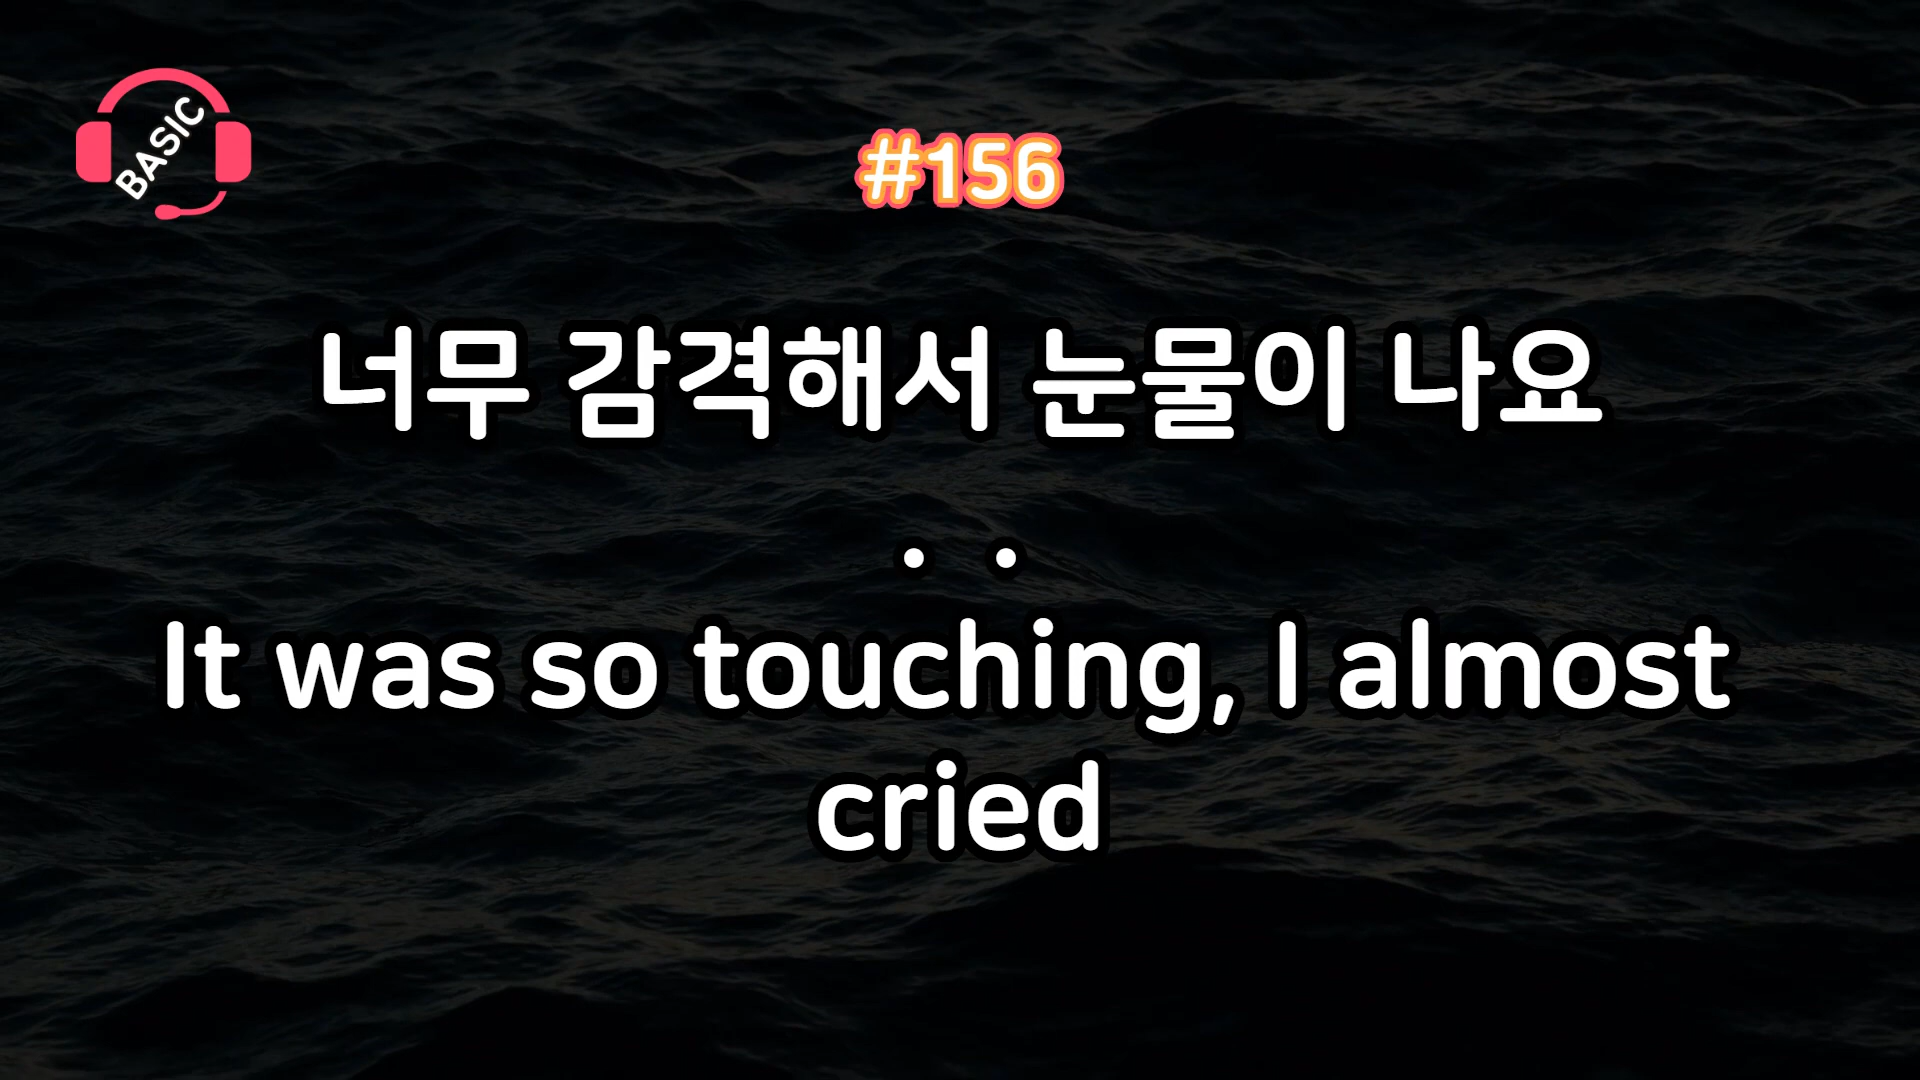 BASIC
#156
너무 감격해서 눈물이 나요
. .
It was so touching, I almost
cried